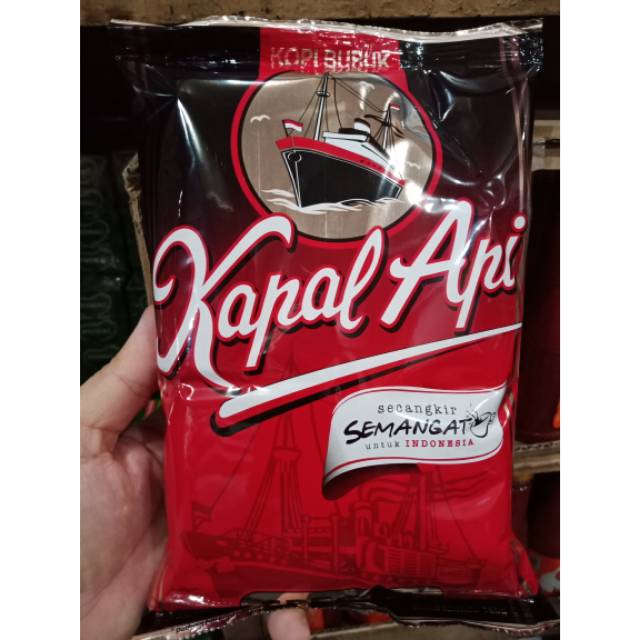 KOPI BUBUK
Kapal Api
secangkir
SEMANGAT
untuk INDONESIA